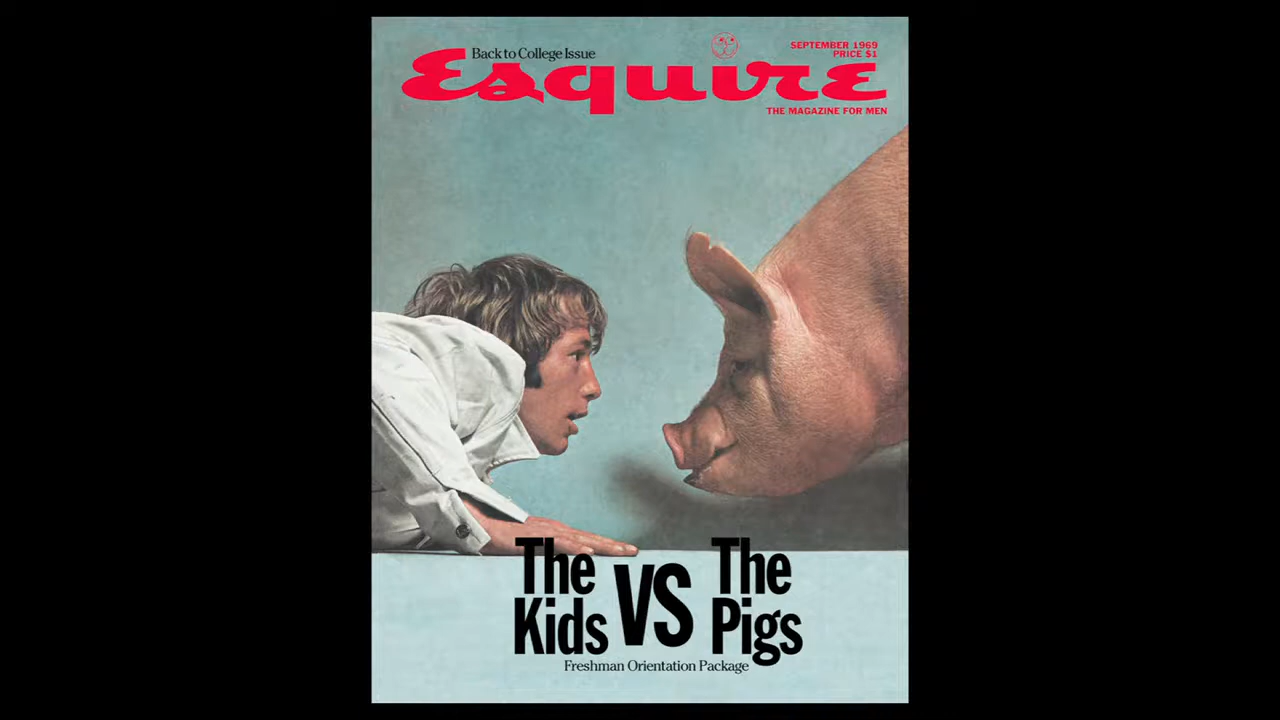 Back to College Issue
SEPTEMBER 1969
PRICE $1
Esquire
THE MAGAZINE FOR MEN
The Kids VS The Pigs
Freshman Orientation Package